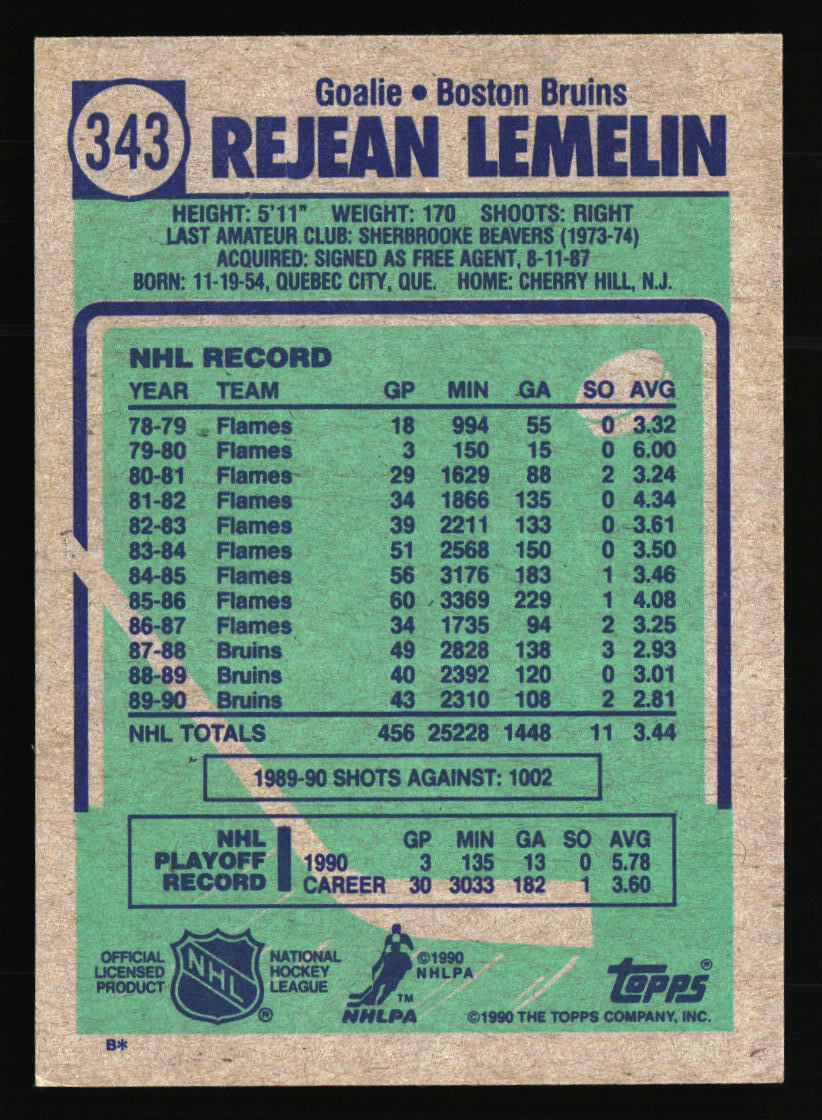 343
Goalie • Boston Bruins
REJEAN LEMELIN
HEIGHT: 5'11" WEIGHT: 170 SHOOTS: RIGHT
LAST AMATEUR CLUB: SHERBROOKE BEAVERS (1973-74)
ACQUIRED: SIGNED AS FREE AGENT, 8-11-87
BORN: 11-19-54, QUEBEC CITY, QUE. HOME: CHERRY HILL, N.J.
NHL RECORD
YEAR TEAM GP MIN GA SO AVG
78-79 Flames 18 994 55 0 3.32
79-80 Flames 3 150 15 0 6.00
80-81 Flames 29 1629 88 2 3.24
81-82 Flames 34 1866 135 0 4.34
82-83 Flames 39 2211 133 0 3.61
83-84 Flames 51 2568 150 0 3.50
84-85 Flames 56 3176 183 1 3.46
85-86 Flames 60 3369 229 1 4.08
86-87 Flames 34 1735 94 2 3.25
87-88 Bruins 49 2828 138 3 2.93
88-89 Bruins 40 2392 120 0 3.01
89-90 Bruins 43 2310 108 2 2.81
NHL TOTALS 456 25228 1448 11 3.44
1989-90 SHOTS AGAINST: 1002
NHL PLAYOFF RECORD
GP MIN GA SO AVG
1990 3 135 13 0 5.78
CAREER 30 3033 182 1 3.60
OFFICIAL
LICENSED
PRODUCT
NHL ®
NATIONAL
HOCKEY
LEAGUE
©1990
NHLPA
TM
NHLPA
topps®
©1990 THE TOPPS COMPANY, INC.
B*